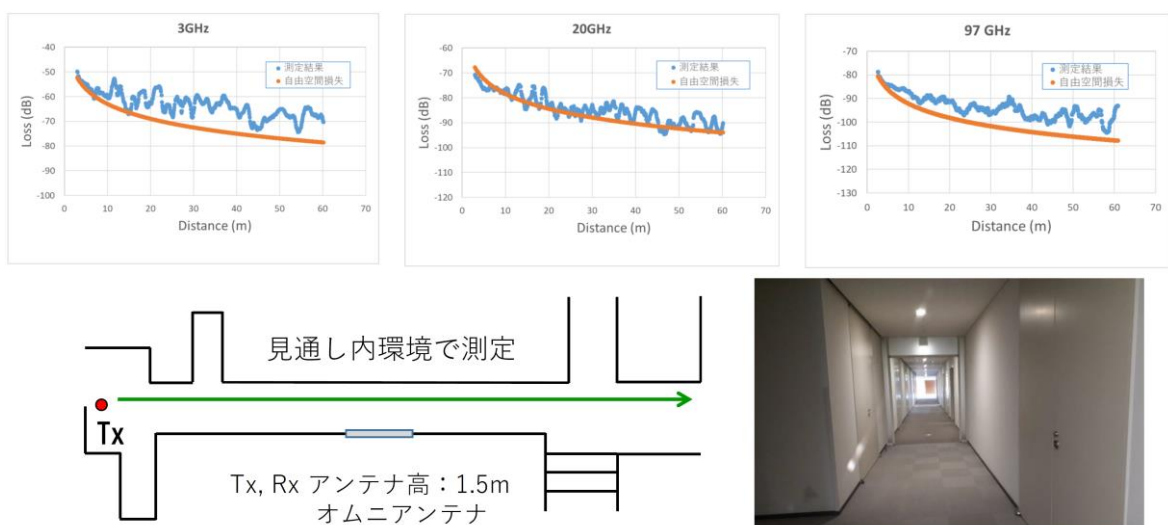 3GHz
-40
-50
-60
-70
-80
-90
-100
0 10 20 30 40 50 60 70
Loss (dB)
Distance (m)
測定結果
自由空間損失
20GHz
-60
-70
-80
-90
-100
-110
-120
0 10 20 30 40 50 60 70
Loss (dB)
Distance (m)
測定結果
自由空間損失
97 GHz
-70
-80
-90
-100
-110
-120
-130
0 10 20 30 40 50 60 70
Loss (dB)
Distance (m)
測定結果
自由空間損失
見通し内環境で測定
Tx
Tx, Rx アンテナ高：1.5m
オムニアンテナ